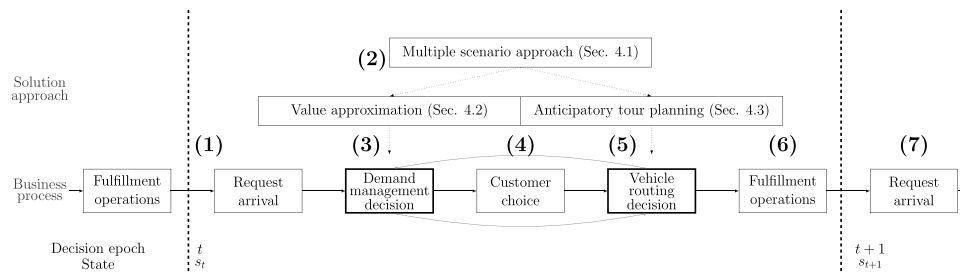 Multiple scenario approach (Sec. 4.1)
(2)
Solution
approach
Value approximation (Sec. 4.2)
Anticipatory tour planning (Sec. 4.3)
(1)
(3)
(4)
(5)
(6)
(7)
Business
process
Fulfillment
operations
Request
arrival
Demand
management
decision
Customer
choice
Vehicle
routing
decision
Fulfillment
operations
Request
arrival
Decision epoch
State
t
s_t
t + 1
s_{t+1}